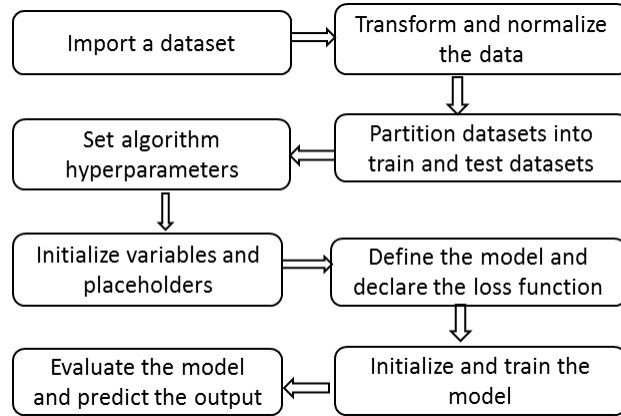 Import a dataset
Transform and normalize
the data
Partition datasets into
train and test datasets
Set algorithm
hyperparameters
Initialize variables and
placeholders
Define the model and
declare the loss function
Initialize and train the
model
Evaluate the model
and predict the output